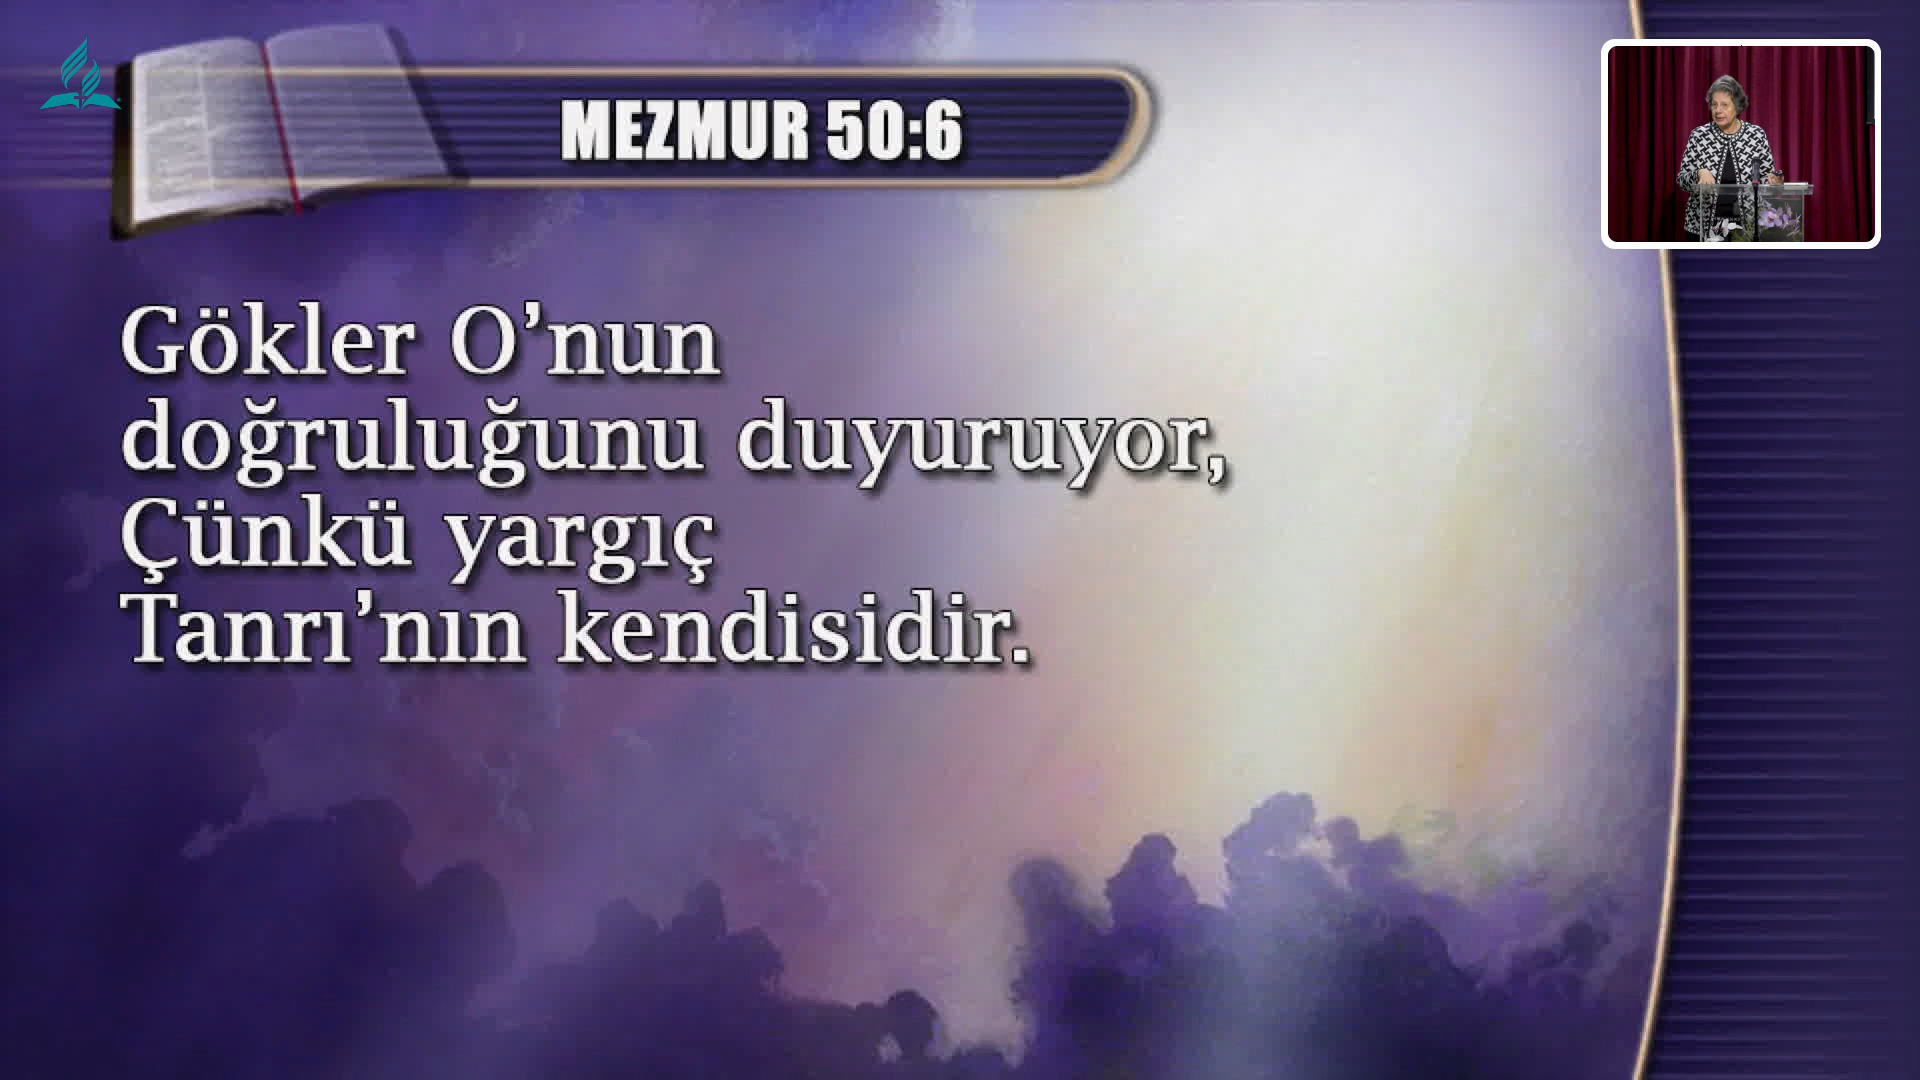 MEZMUR 50:6
Gökler O’nun
doğruluğunu duyuruyor,
Çünkü yargıç
Tanrı’nın kendisidir.